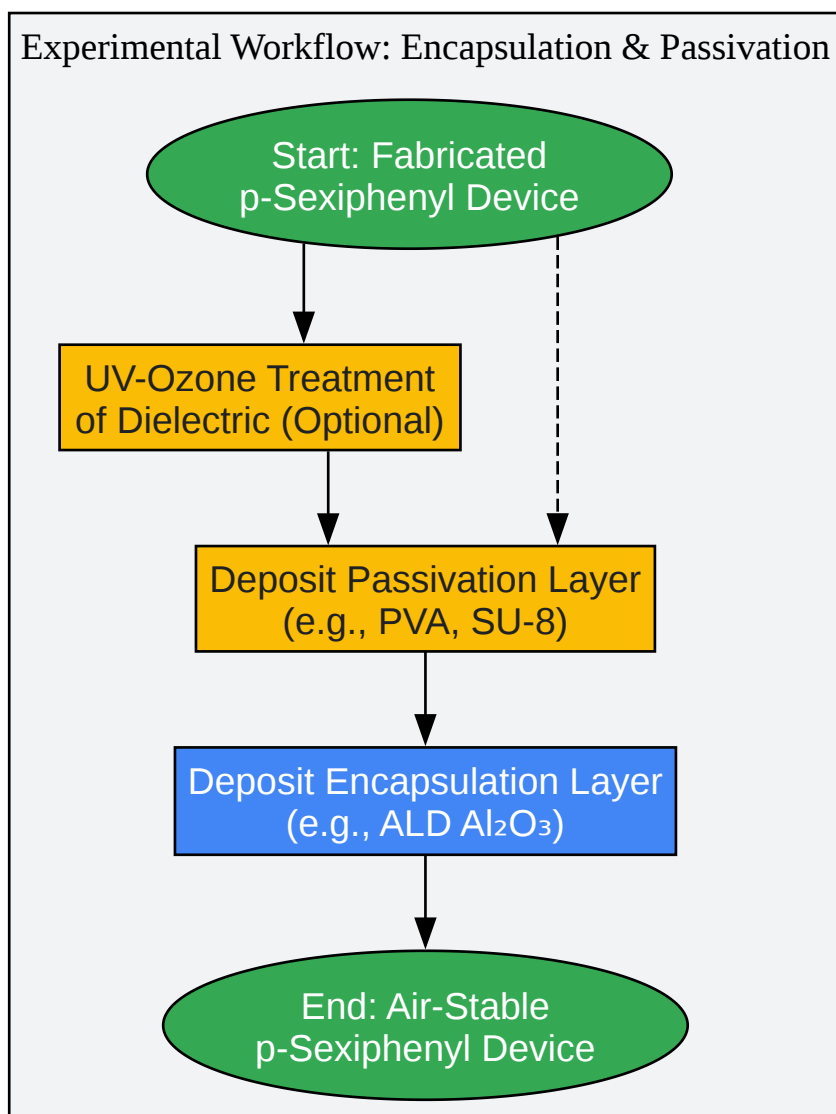 Experimental Workflow: Encapsulation & Passivation
Start: Fabricated
p-Sexiphenyl Device
UV-Ozone Treatment
of Dielectric (Optional)
Deposit Passivation Layer
(e.g., PVA, SU-8)
Deposit Encapsulation Layer
(e.g., ALD Al₂O₃)
End: Air-Stable
p-Sexiphenyl Device